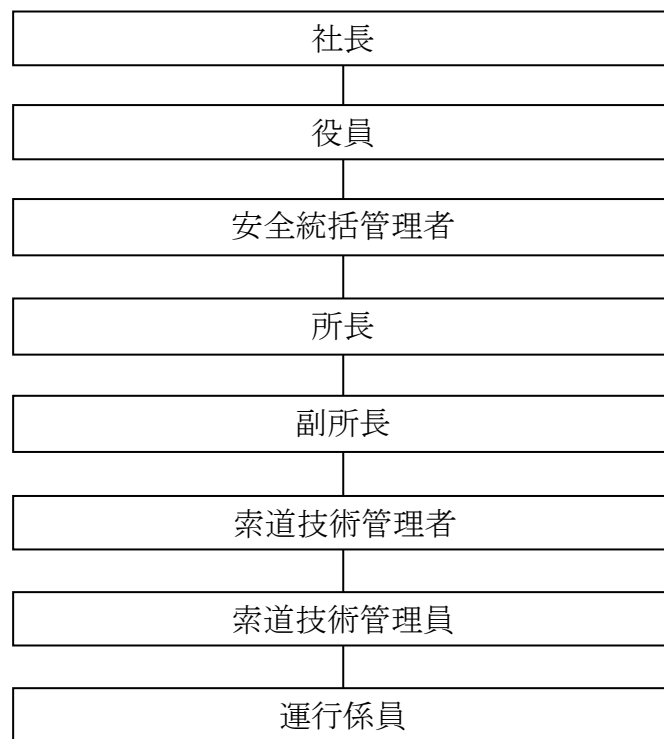 社長
役員
安全統括管理者
所長
副所長
索道技術管理者
索道技術管理員
運行係員